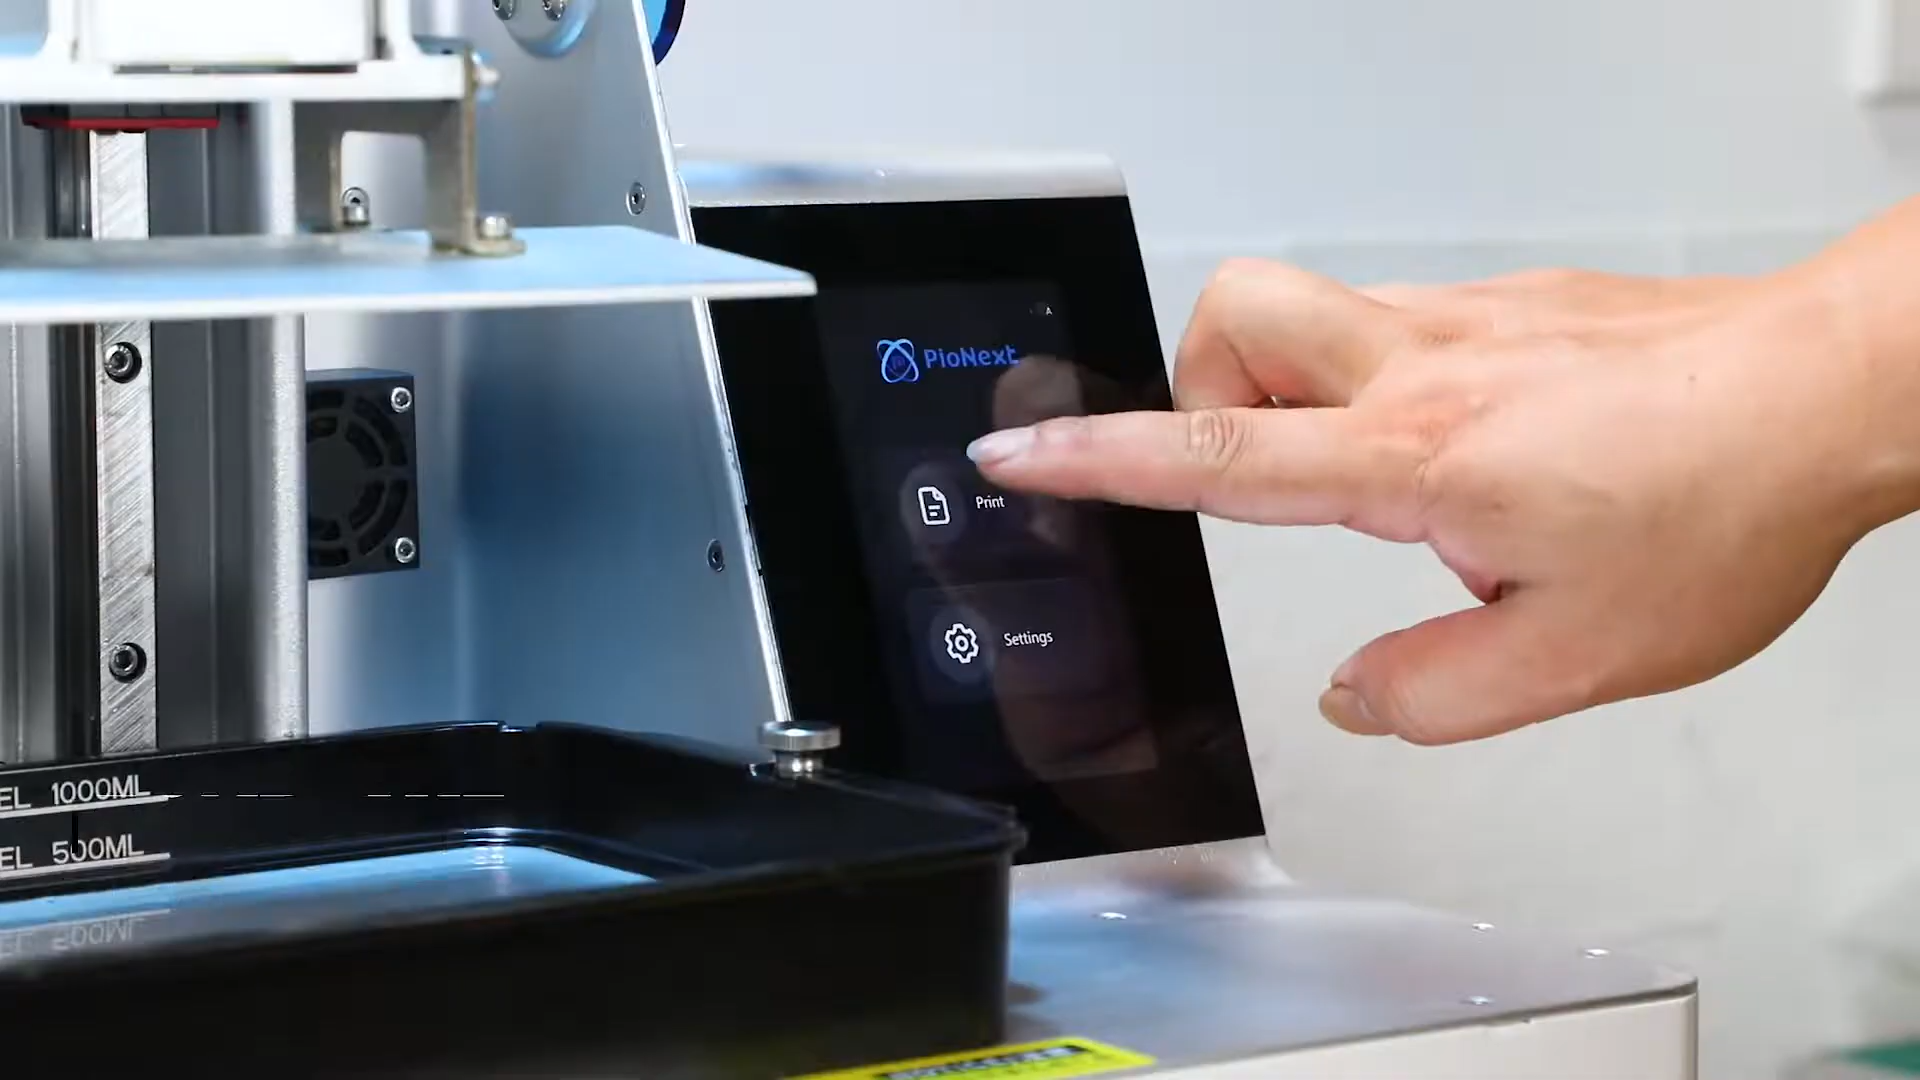 PioNext
Print
Settings
EL 1000ML
EL 500ML